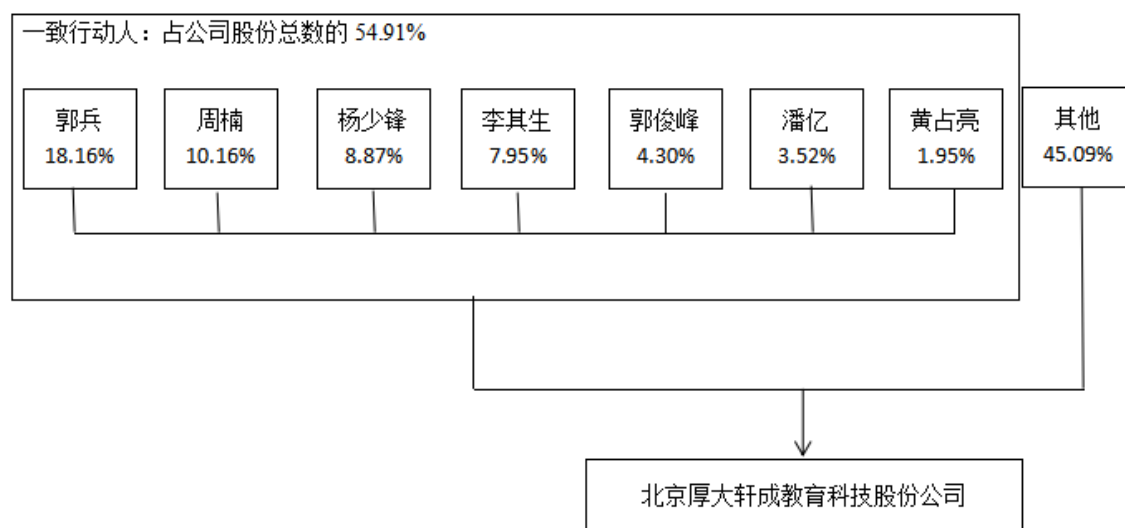 一致行动人：占公司股份总数的 54.91%
郭兵
18.16%
周楠
10.16%
杨少锋
8.87%
李其生
7.95%
郭俊峰
4.30%
潘亿
3.52%
黄占亮
1.95%
其他
45.09%
北京厚大轩成教育科技股份公司